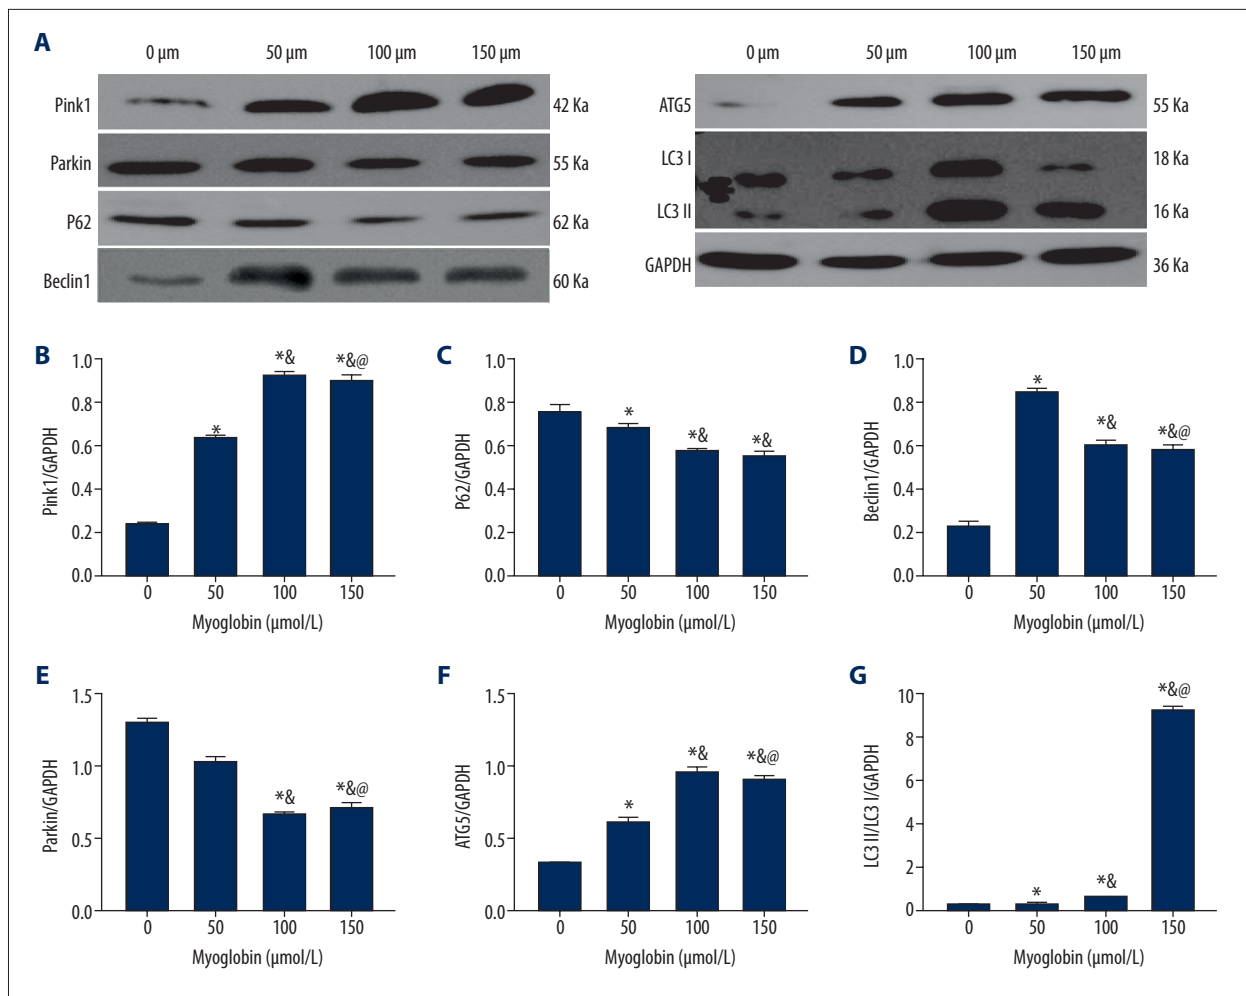 A
0 µm 50 µm 100 µm 150 µm
Pink1 42 Ka
Parkin 55 Ka
P62 62 Ka
Beclin1 60 Ka
0 µm 50 µm 100 µm 150 µm
ATG5 55 Ka
LC3 I 18 Ka
LC3 II 16 Ka
GAPDH 36 Ka
B
Pink1/GAPDH
1.0
0.8
0.6
0.4
0.2
0.0
* *& *&@
0 50 100 150
Myoglobin (µmol/L)
C
P62/GAPDH
1.0
0.8
0.6
0.4
0.2
0.0
* *& *&
0 50 100 150
Myoglobin (µmol/L)
D
Beclin1/GAPDH
1.0
0.8
0.6
0.4
0.2
0.0
* *& *&@
0 50 100 150
Myoglobin (µmol/L)
E
Parkin/GAPDH
1.5
1.0
0.5
0.0
*& *&@
0 50 100 150
Myoglobin (µmol/L)
F
ATG5/GAPDH
1.5
1.0
0.5
0.0
* *& *&@
0 50 100 150
Myoglobin (µmol/L)
G
LC3 II/LC3 I/GAPDH
10
8
6
4
2
0
* *& *&@
0 50 100 150
Myoglobin (µmol/L)